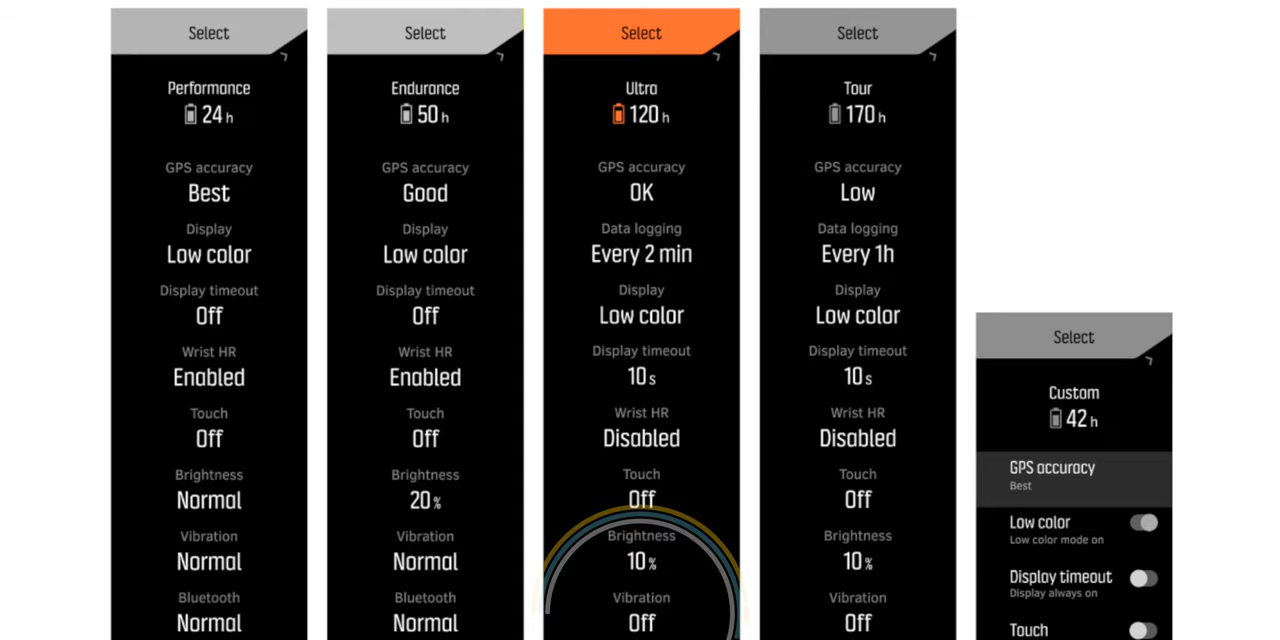 Select
Performance
24 h
GPS accuracy
Best
Display
Low color
Display timeout
Off
Wrist HR
Enabled
Touch
Off
Brightness
Normal
Vibration
Normal
Bluetooth
Normal
Select
Endurance
50 h
GPS accuracy
Good
Display
Low color
Display timeout
Off
Wrist HR
Enabled
Touch
Off
Brightness
20 %
Vibration
Normal
Bluetooth
Normal
Select
Ultra
120 h
GPS accuracy
OK
Data logging
Every 2 min
Display
Low color
Display timeout
10 s
Wrist HR
Disabled
Touch
Off
Brightness
10 %
Vibration
Off
Select
Tour
170 h
GPS accuracy
Low
Data logging
Every 1h
Display
Low color
Display timeout
10 s
Wrist HR
Disabled
Touch
Off
Brightness
10 %
Vibration
Off
Select
Custom
42 h
GPS accuracy
Best
Low color
Low color mode on
Display timeout
Display always on
Touch